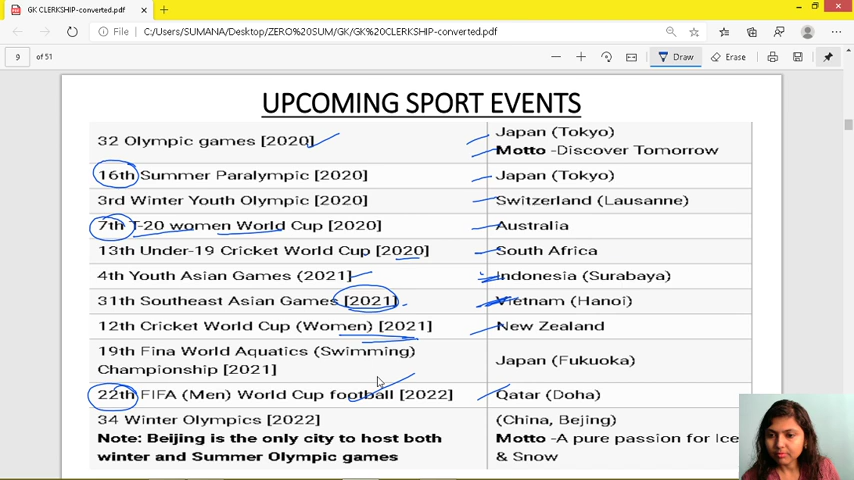 GK CLERKSHIP-converted.pdf
File C:/Users/SUMANA/Desktop/ZERO%20SUM/GK/GK%20CLERKSHIP-converted.pdf
9 of 51
Draw Erase
UPCOMING SPORT EVENTS
32 Olympic games [2020] Japan (Tokyo)
Motto -Discover Tomorrow
16th Summer Paralympic [2020] Japan (Tokyo)
3rd Winter Youth Olympic [2020] Switzerland (Lausanne)
7th T-20 women World Cup [2020] Australia
13th Under-19 Cricket World Cup [2020] South Africa
4th Youth Asian Games (2021] Indonesia (Surabaya)
31th Southeast Asian Games [2021] Vietnam (Hanoi)
12th Cricket World Cup (Women) [2021] New Zealand
19th Fina World Aquatics (Swimming)
Championship [2021] Japan (Fukuoka)
22th FIFA (Men) World Cup football [2022] Qatar (Doha)
34 Winter Olympics [2022] (China, Bejing)
Note: Beijing is the only city to host both Motto -A pure passion for Ice
winter and Summer Olympic games & Snow